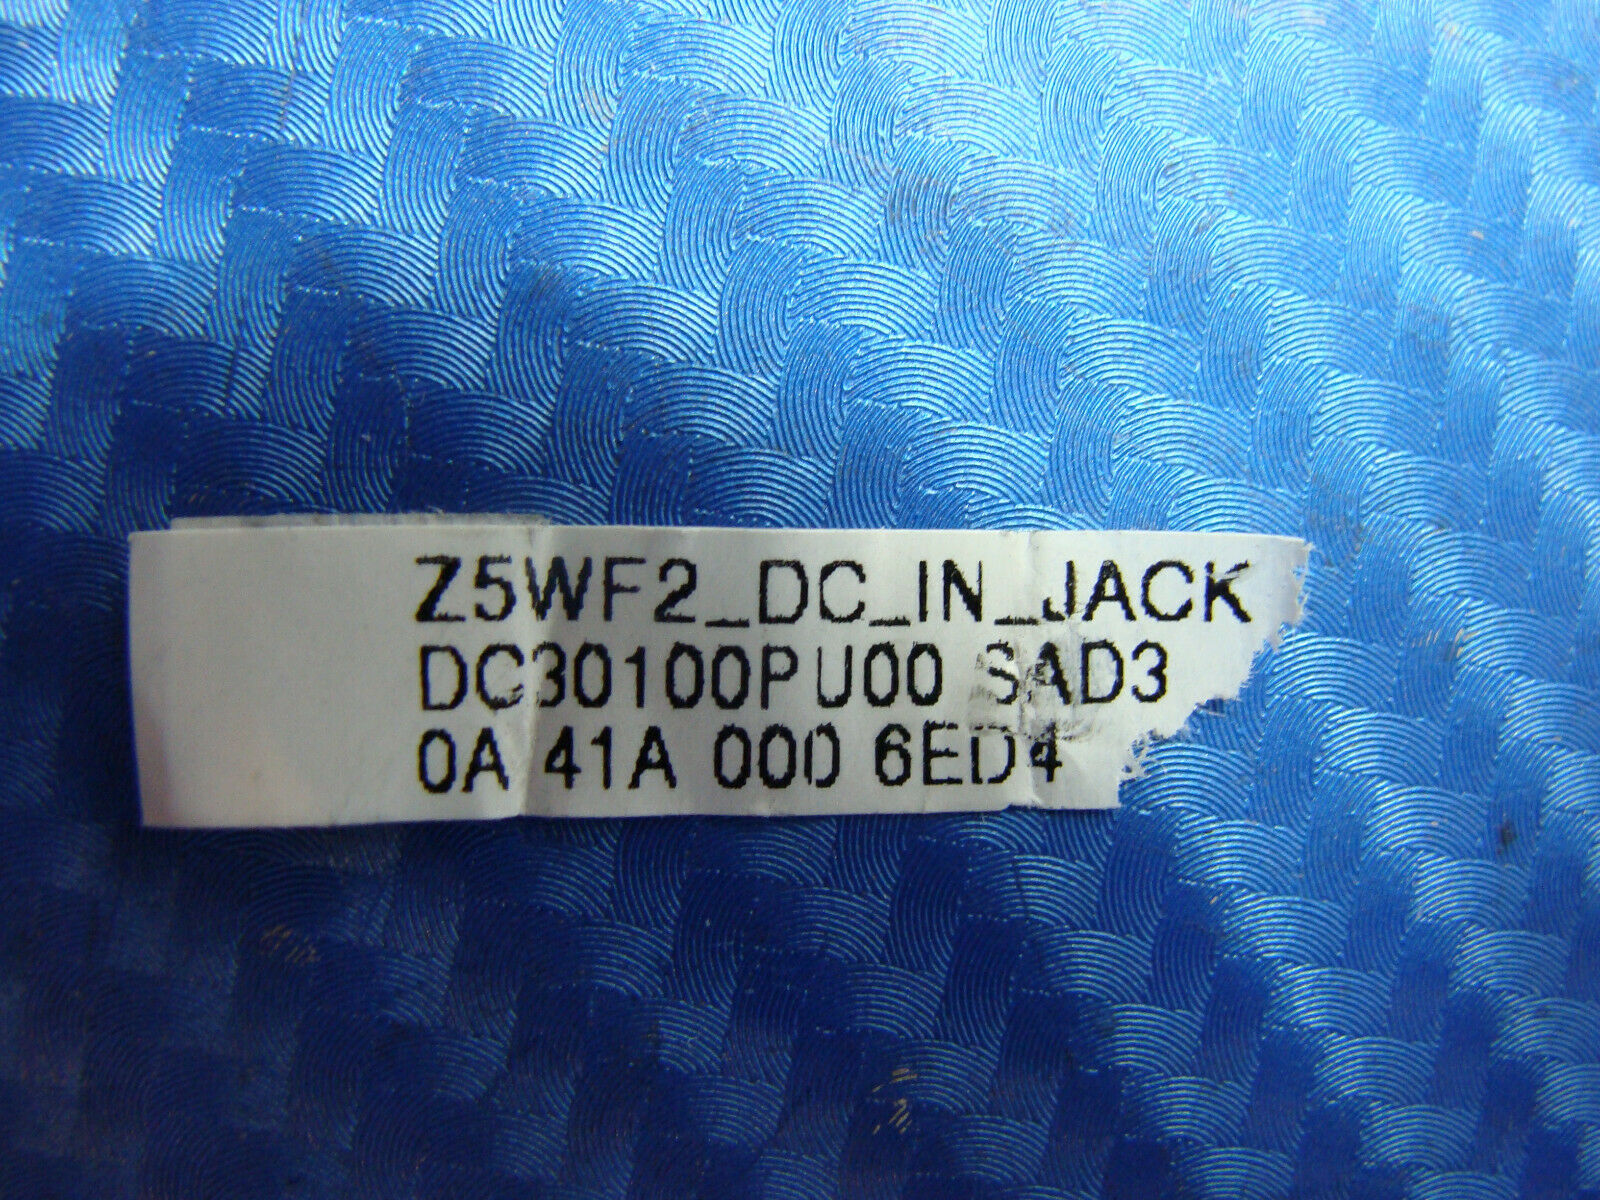 Z5WF2_DC_IN_JACK
DC30100PU00 SAD3
0A 41A 000 6ED4